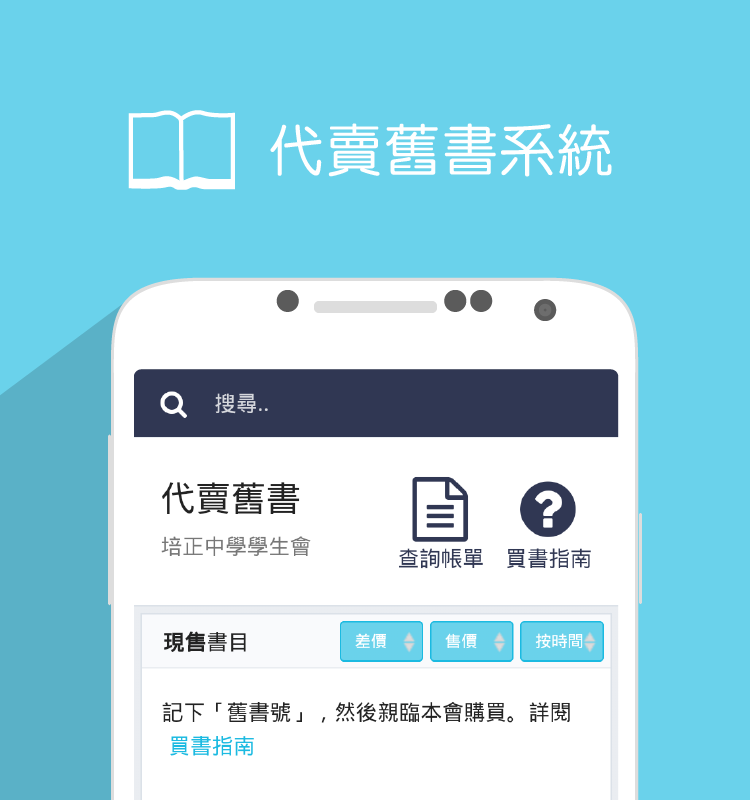 代賣舊書系統
搜尋..
代賣舊書
培正中學學生會
查詢帳單
買書指南
現售書目
差價
售價
按時間
記下「舊書號」，然後親臨本會購買。詳閱
買書指南